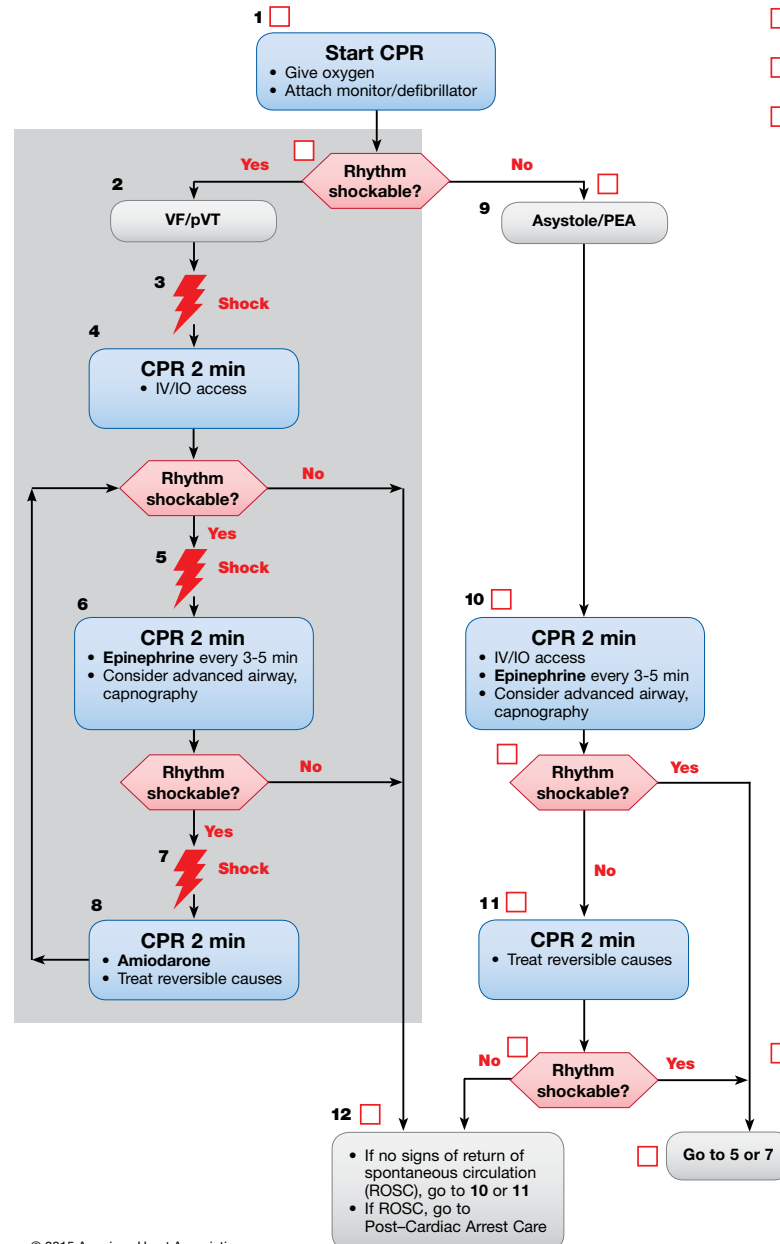 1
Start CPR
• Give oxygen
• Attach monitor/defibrillator
Rhythm
shockable?
Yes
No
2
VF/pVT
9
Asystole/PEA
3
Shock
4
CPR 2 min
• IV/IO access
Rhythm
shockable?
No
Yes
5
Shock
6
CPR 2 min
• Epinephrine every 3-5 min
• Consider advanced airway,
capnography
Rhythm
shockable?
No
Yes
7
Shock
8
CPR 2 min
• Amiodarone
• Treat reversible causes
10
CPR 2 min
• IV/IO access
• Epinephrine every 3-5 min
• Consider advanced airway,
capnography
Rhythm
shockable?
Yes
No
11
CPR 2 min
• Treat reversible causes
Rhythm
shockable?
No
Yes
12
• If no signs of return of
spontaneous circulation
(ROSC), go to 10 or 11
• If ROSC, go to
Post–Cardiac Arrest Care
Go to 5 or 7
© 2015 American Heart Association